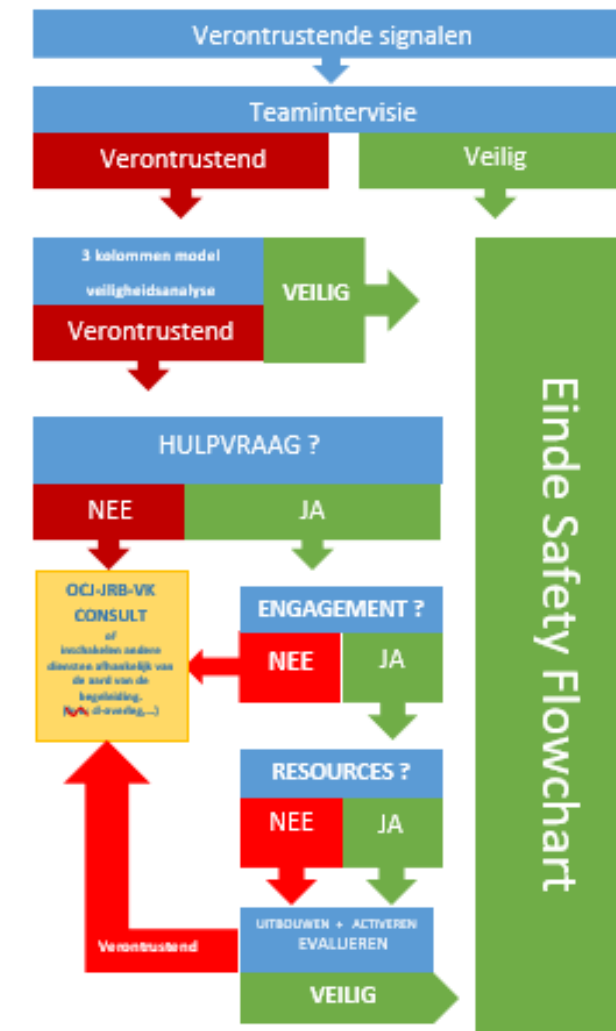 Verontrustende signalen
Teamintervisie
Verontrustend
Veilig
3 kolommen model
veiligheidsanalyse
VEILIG
Verontrustend
HULPVRAAG ?
NEE
JA
OCJ-JRB-VK
CONSULT
of
inschakelen andere
diensten afhankelijk van
de aard van de
begeleiding.
cl-overleg,...)
ENGAGEMENT ?
NEE
JA
RESOURCES ?
NEE
JA
UITBOUWEN + ACTIVEREN
EVALUEREN
Verontrustend
VEILIG
Einde Safety Flowchart